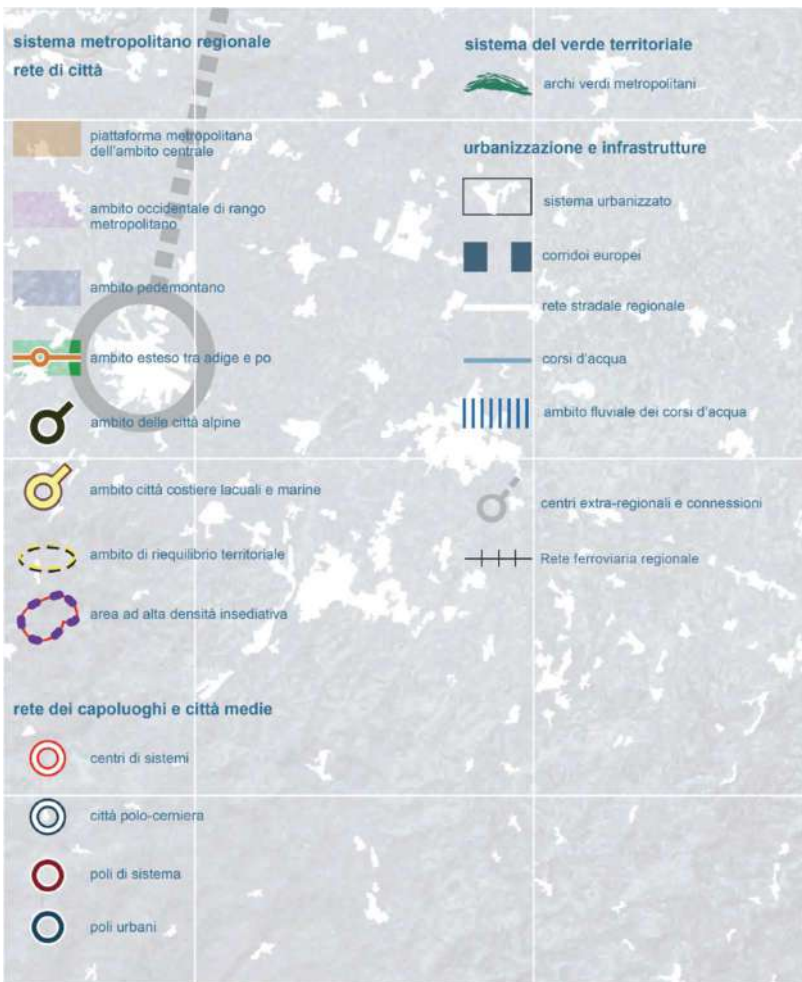 sistema metropolitano regionale
rete di città
piattaforma metropolitana
dell'ambito centrale
ambito occidentale di rango
metropolitano
ambito pedemontano
ambito esteso tra adige e po
ambito delle città alpine
ambito città costiere lacuali e marine
ambito di riequilibrio territoriale
area ad alta densità insediativa
rete dei capoluoghi e città medie
centri di sistemi
città polo-cerniera
poli di sistema
poli urbani
sistema del verde territoriale
archi verdi metropolitani
urbanizzazione e infrastrutture
sistema urbanizzato
corridoi europei
rete stradale regionale
corsi d'acqua
ambito fluviale dei corsi d'acqua
centri extra-regionali e connessioni
Rete ferroviaria regionale